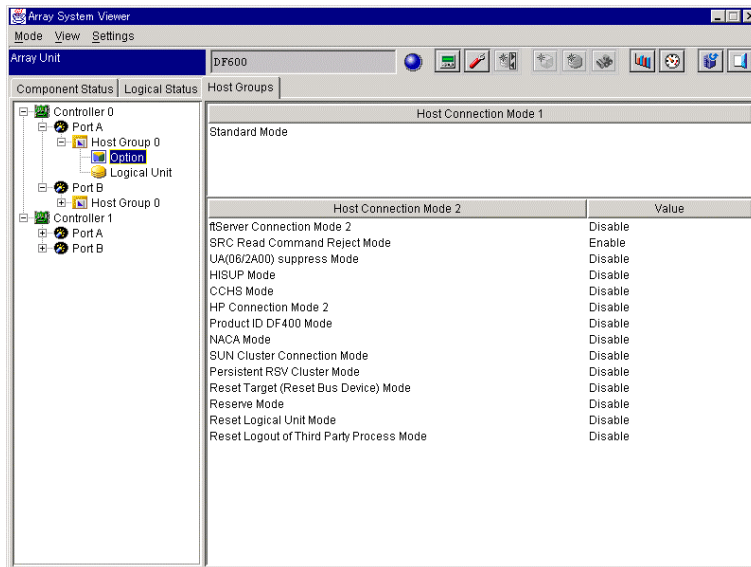 Array System Viewer
Mode View Settings
Array Unit
DF600
Component Status Logical Status Host Groups
Controller 0
Port A
Host Group 0
Option
Logical Unit
Port B
Host Group 0
Controller 1
Port A
Port B
Host Connection Mode 1
Standard Mode
Host Connection Mode 2 Value
ftServer Connection Mode 2 Disable
SRC Read Command Reject Mode Enable
UA(06/2A00) suppress Mode Disable
HISUP Mode Disable
CCHS Mode Disable
HP Connection Mode 2 Disable
Product ID DF400 Mode Disable
NACA Mode Disable
SUN Cluster Connection Mode Disable
Persistent RSV Cluster Mode Disable
Reset Target (Reset Bus Device) Mode Disable
Reserve Mode Disable
Reset Logical Unit Mode Disable
Reset Logout of Third Party Process Mode Disable